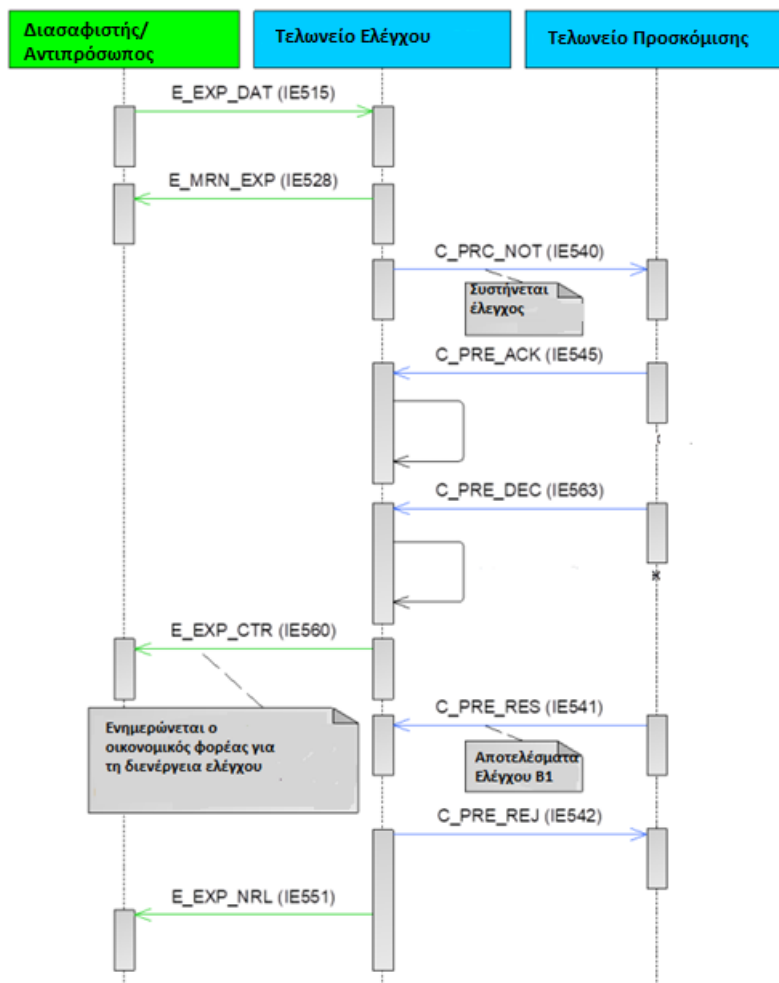 Διασαφιστής/
Αντιπρόσωπος
Τελωνείο Ελέγχου
Τελωνείο Προσκόμισης
E_EXP_DAT (IE515)
E_MRN_EXP (IE528)
C_PRC_NOT (IE540)
Συστήνεται
έλεγχος
C_PRE_ACK (IE545)
C_PRE_DEC (IE563)
E_EXP_CTR (IE560)
Ενημερώνεται ο
οικονομικός φορέας για
τη διενέργεια ελέγχου
C_PRE_RES (IE541)
Αποτελέσματα
Ελέγχου Β1
C_PRE_REJ (IE542)
E_EXP_NRL (IE551)